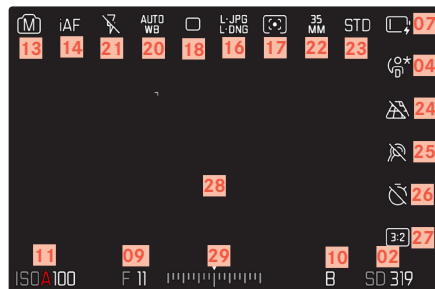 M iAF AUTO WB L·JPG L·DNG 35 MM STD 07
13 14 21 20 18 16 17 22 23
04
24
25
28 26
3:2 27
11 09 29 10 02
ISO A100 F 11 B SD 319